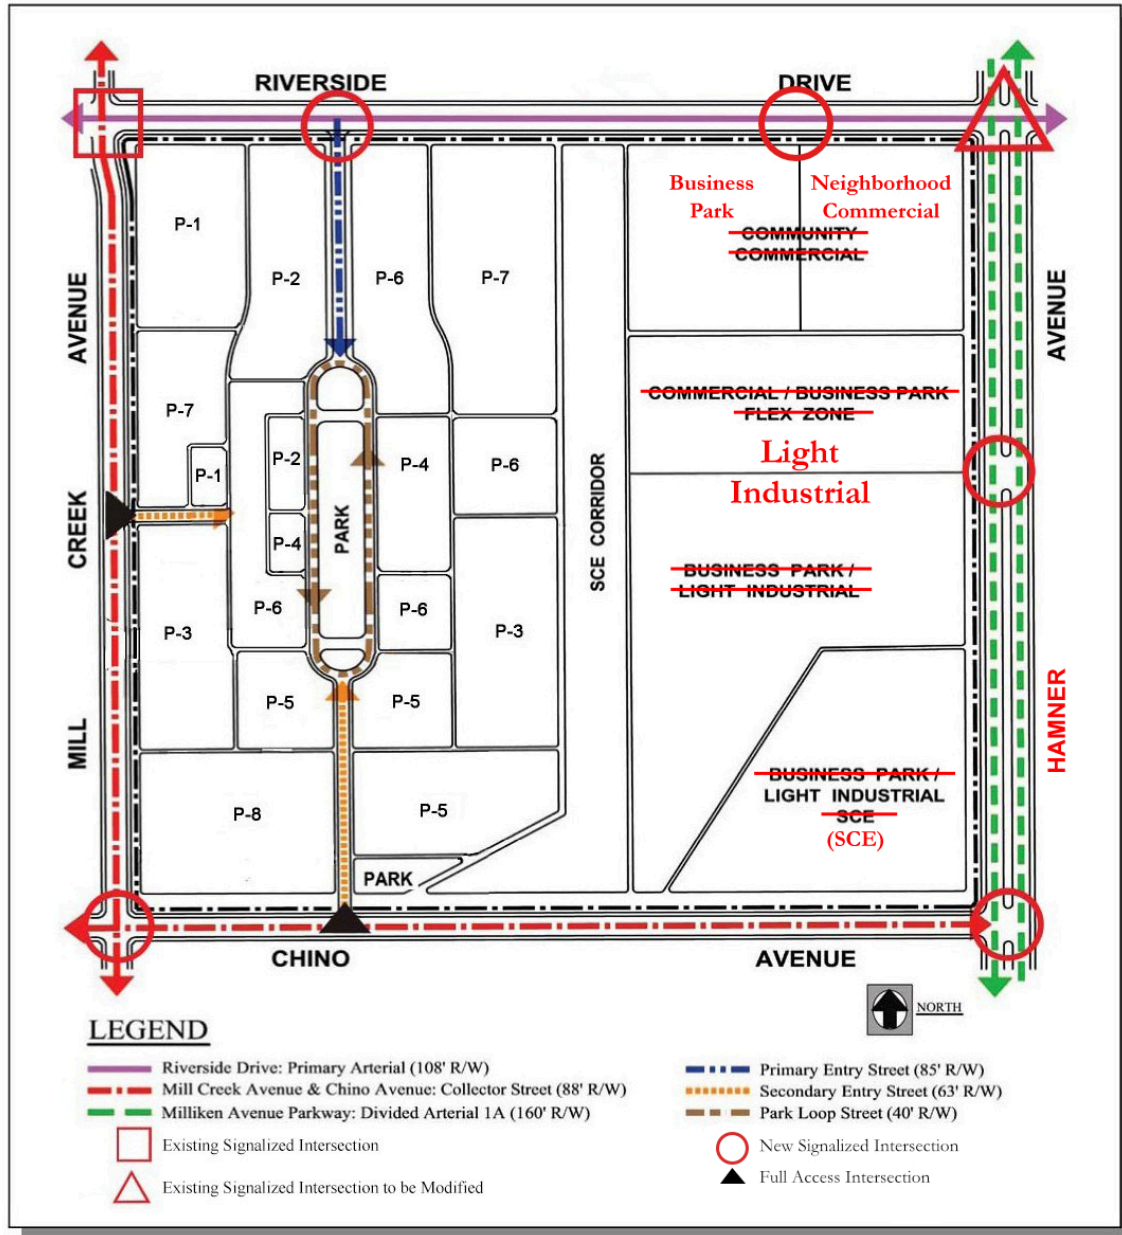 RIVERSIDE DRIVE
Business
Park
Neighborhood
Commercial
COMMUNITY
COMMERCIAL
P-1
P-2
P-6
P-7
AVENUE
AVENUE
COMMERCIAL / BUSINESS PARK
FLEX ZONE
Light
Industrial
P-7
P-1
P-2
P-4
P-6
PARK
P-4
SCE CORRIDOR
CREEK
BUSINESS PARK /
LIGHT INDUSTRIAL
P-3
P-6
P-6
P-3
P-5
P-5
MILL
HAMNER
BUSINESS PARK /
LIGHT INDUSTRIAL
SCE
(SCE)
P-8
P-5
PARK
CHINO AVENUE
NORTH
LEGEND
Riverside Drive: Primary Arterial (108' R/W)
Mill Creek Avenue & Chino Avenue: Collector Street (88' R/W)
Milliken Avenue Parkway: Divided Arterial 1A (160' R/W)
Existing Signalized Intersection
Existing Signalized Intersection to be Modified
Primary Entry Street (85' R/W)
Secondary Entry Street (63' R/W)
Park Loop Street (40' R/W)
New Signalized Intersection
Full Access Intersection